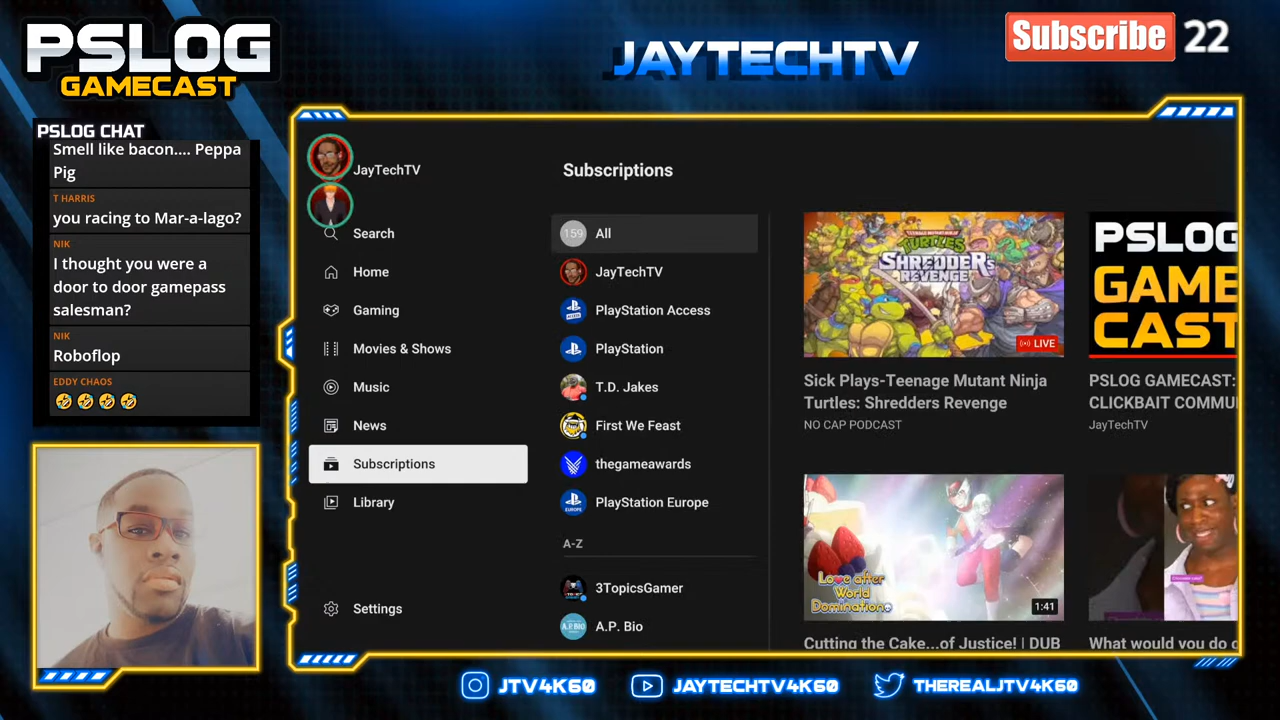 PSLOG
GAMECAST
JAYTECHTV
Subscribe 22
PSLOG CHAT
Smell like bacon.... Peppa
Pig
T HARRIS
you racing to Mar-a-lago?
NIK
I thought you were a
door to door gamepass
salesman?
NIK
Roboflop
EDDY CHAOS
🤣 🤣 🤣 🤣
JayTechTV
Search
Home
Gaming
Movies & Shows
Music
News
Subscriptions
Library
Settings
Subscriptions
159 All
JayTechTV
PlayStation Access
PlayStation
T.D. Jakes
First We Feast
thegameawards
PlayStation Europe
A-Z
3TopicsGamer
A.P. BIO
A.P. Bio
TEENAGE MUTANT NINJA
TURTLES
SHREDDER'S
REVENGE
LIVE
Sick Plays-Teenage Mutant Ninja
Turtles: Shredders Revenge
NO CAP PODCAST
PSLOG
GAME
CAST
PSLOG GAMECAST:
CLICKBAIT COMMU
JayTechTV
Love after
World
Domination
1:41
Cutting the Cake...of Justice! | DUB
What would you do
JTV4K60
JAYTECHTV4K60
THEREALJTV4K60